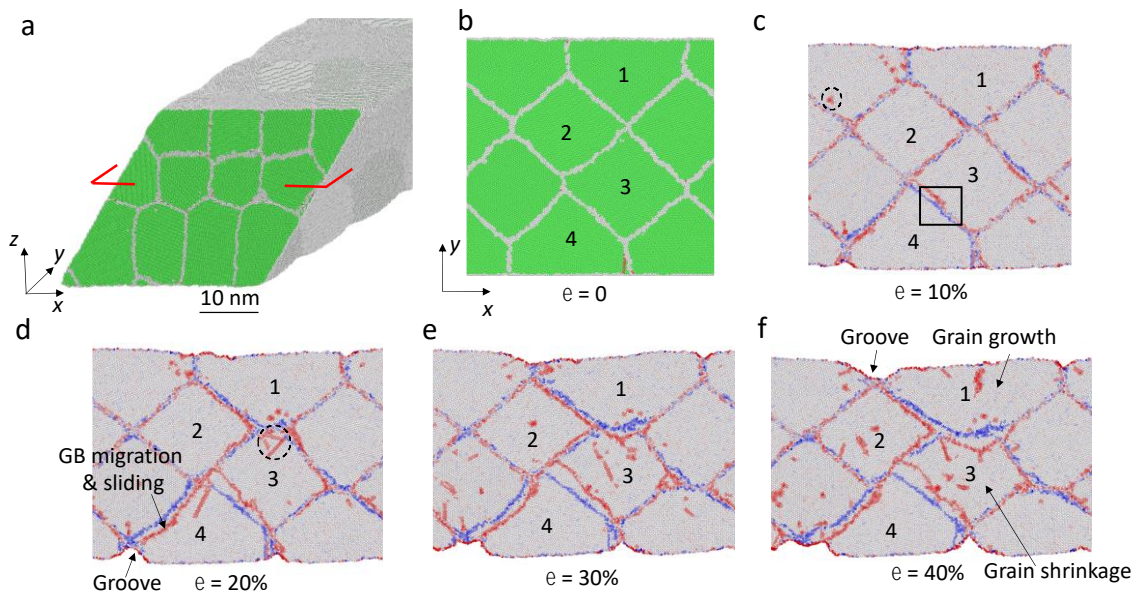 a
z
y
x
10 nm
b
1
2
3
4
y
x
e = 0
c
1
2
3
4
e = 10%
d
1
2
3
GB migration
& sliding
4
Groove
e = 20%
e
1
2
3
4
e = 30%
f
Groove
Grain growth
1
2
3
4
Grain shrinkage
e = 40%